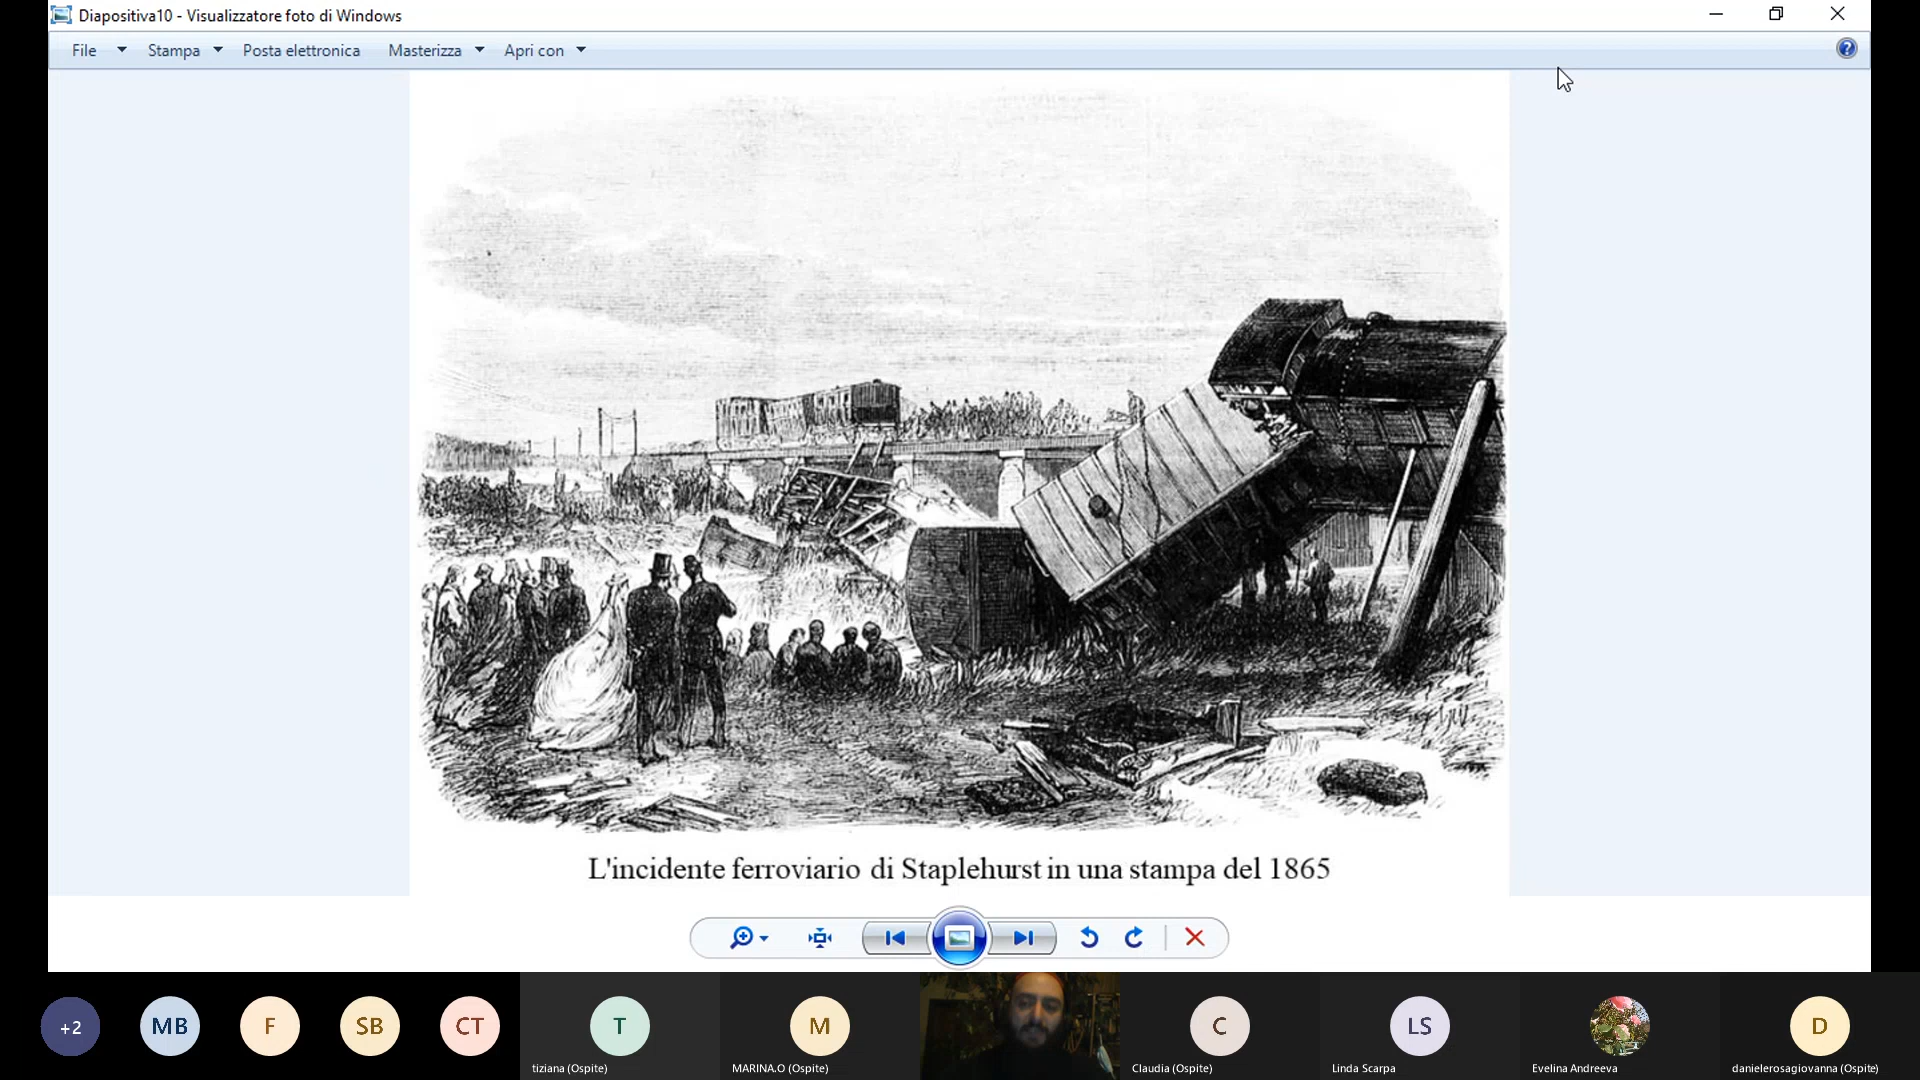 Diapositiva10 - Visualizzatore foto di Windows
File Stampa Posta elettronica Masterizza Apri con
L'incidente ferroviario di Staplehurst in una stampa del 1865
+2 MB F SB CT T M C LS D
tiziana (Ospite) MARINA.O (Ospite) Claudia (Ospite) Linda Scarpa Evelina Andreeva danielerosagiovanna (Ospite)